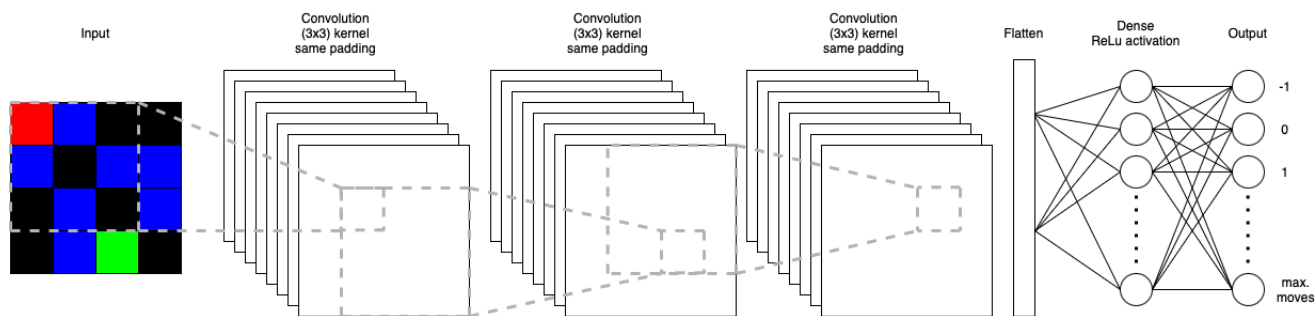 Input
Convolution
(3x3) kernel
same padding
Convolution
(3x3) kernel
same padding
Convolution
(3x3) kernel
same padding
Flatten
Dense
ReLu activation
Output
-1
0
1
max.
moves